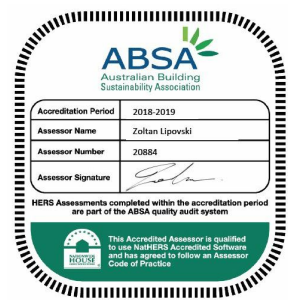 ABSA
Australian Building
Sustainability Association
Accreditation Period 2018-2019
Assessor Name Zoltan Lipovski
Assessor Number 20884
Assessor Signature
HERS Assessments completed within the accreditation period
are part of the ABSA quality audit system
This Accredited Assessor is qualified
to use NatHERS Accredited Software
and has agreed to follow an Assessor
Code of Practice
HOUSE